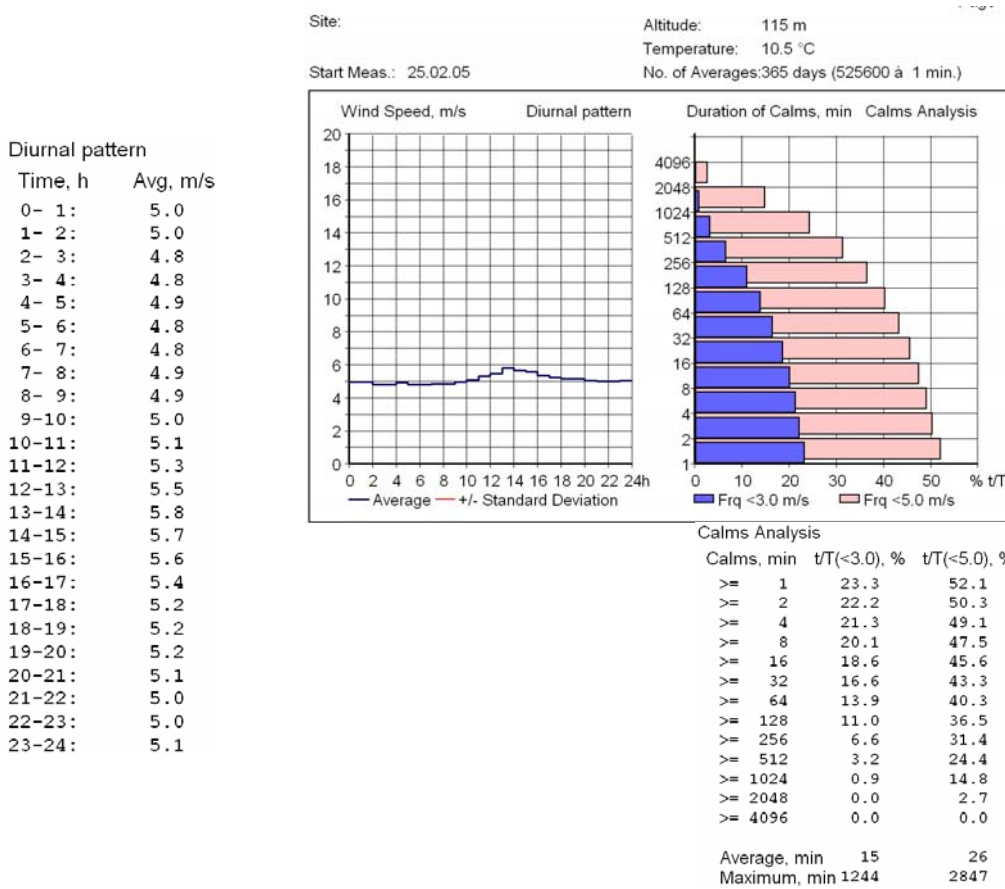 Site:
Altitude: 115 m
Temperature: 10.5 °C
Start Meas.: 25.02.05
No. of Averages:365 days (525600 à 1 min.)
Diurnal pattern
Time, h Avg, m/s
0- 1: 5.0
1- 2: 5.0
2- 3: 4.8
3- 4: 4.8
4- 5: 4.9
5- 6: 4.8
6- 7: 4.8
7- 8: 4.9
8- 9: 4.9
9-10: 5.0
10-11: 5.1
11-12: 5.3
12-13: 5.5
13-14: 5.8
14-15: 5.7
15-16: 5.6
16-17: 5.4
17-18: 5.2
18-19: 5.2
19-20: 5.2
20-21: 5.1
21-22: 5.0
22-23: 5.0
23-24: 5.1
Wind Speed, m/s Diurnal pattern
20
18
16
14
12
10
8
6
4
2
0
0 2 4 6 8 10 12 14 16 18 20 22 24h
Average +/- Standard Deviation
Duration of Calms, min Calms Analysis
4096
2048
1024
512
256
128
64
32
16
8
4
2
1
0 10 20 30 40 50 % t/T
Frq <3.0 m/s Frq <5.0 m/s
Calms Analysis
Calms, min t/T(<3.0), % t/T(<5.0), %
>= 1 23.3 52.1
>= 2 22.2 50.3
>= 4 21.3 49.1
>= 8 20.1 47.5
>= 16 18.6 45.6
>= 32 16.6 43.3
>= 64 13.9 40.3
>= 128 11.0 36.5
>= 256 6.6 31.4
>= 512 3.2 24.4
>= 1024 0.9 14.8
>= 2048 0.0 2.7
>= 4096 0.0 0.0
Average, min 15 26
Maximum, min 1244 2847